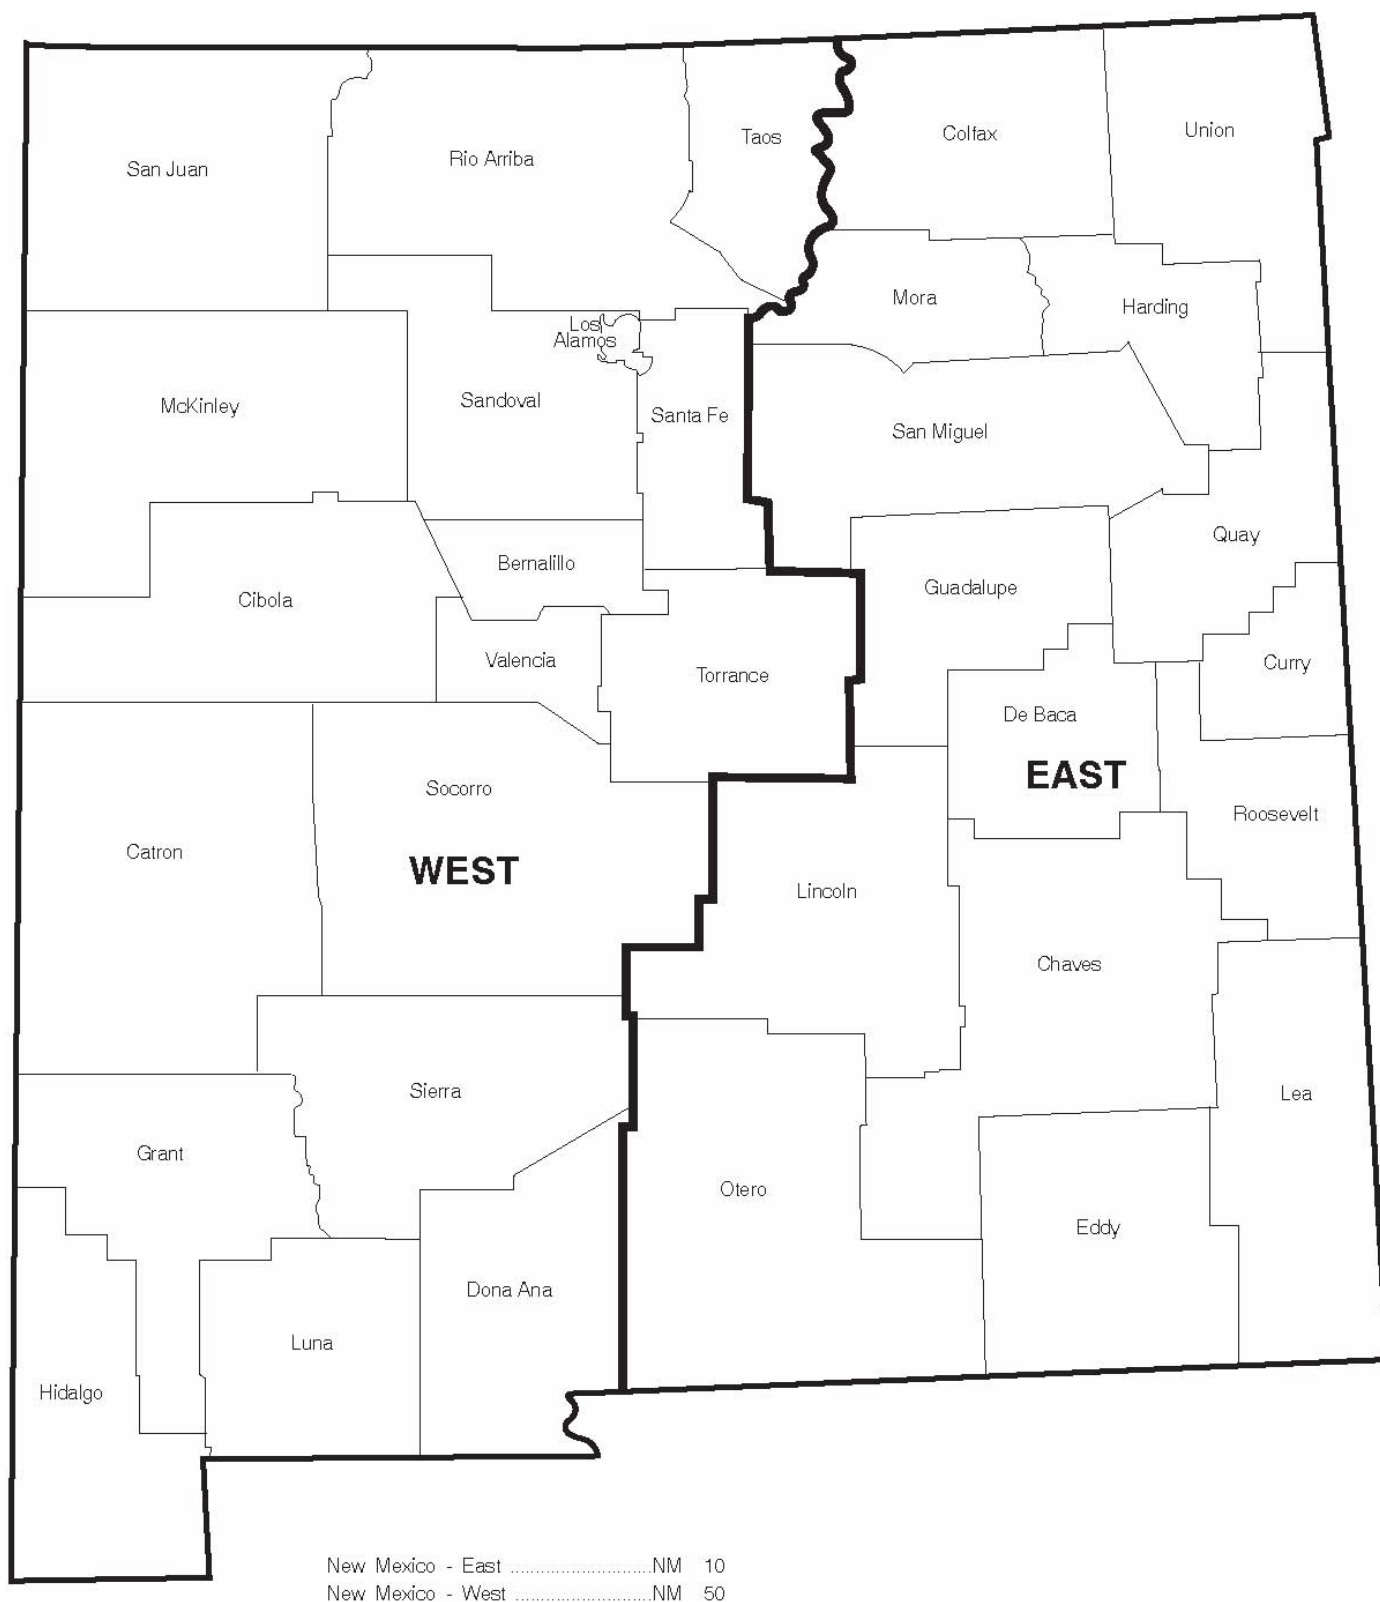 Colfax
Union
Taos
Rio Arriba
San Juan
Mora
Harding
Los
Alamos
Sandoval
McKinley
Santa Fe
San Miguel
Quay
Bernalillo
Guadalupe
Cibola
Valencia
Curry
Torrance
De Baca
EAST
Socorro
Roosevelt
Catron
WEST
Lincoln
Chaves
Sierra
Lea
Grant
Otero
Eddy
Dona Ana
Luna
Hidalgo
New Mexico - East ............................NM 10
New Mexico - West ...........................NM 50